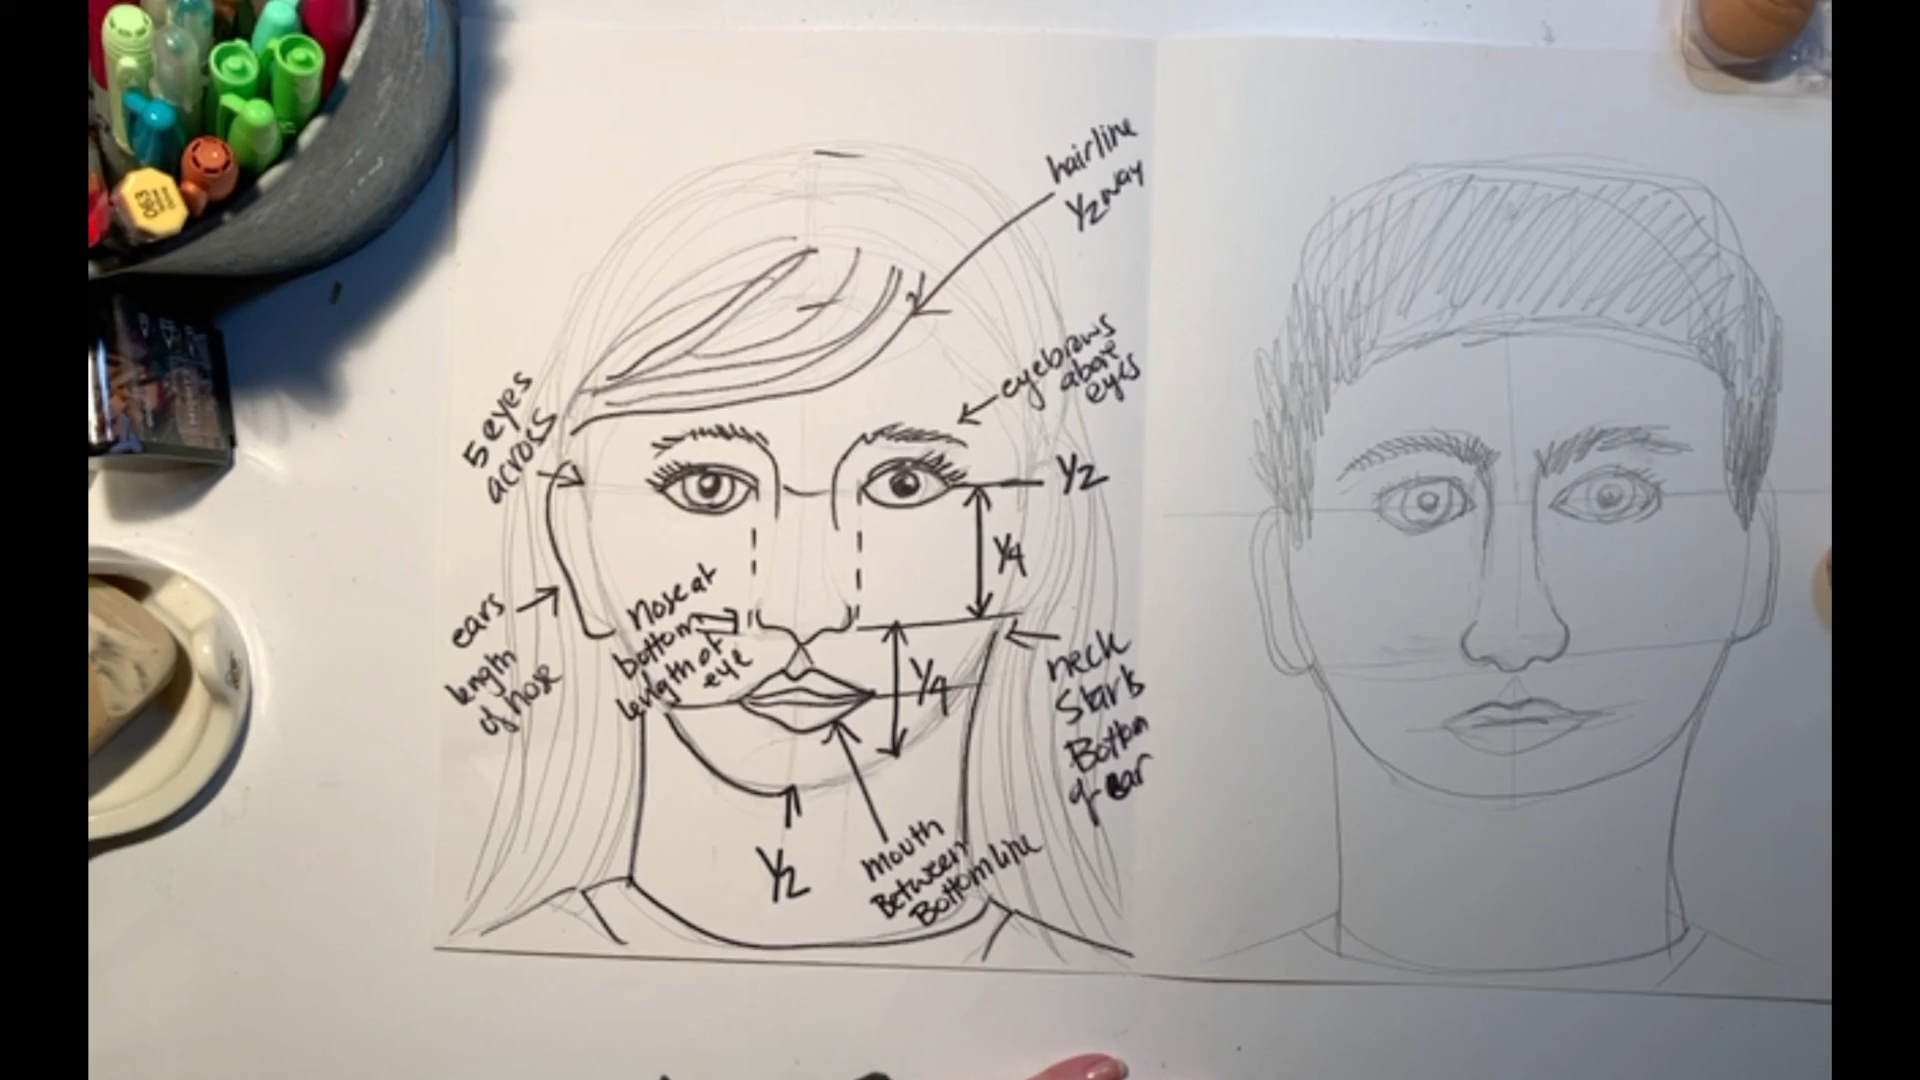 hairline
1/2 way
eyebrows
above
eyes
5 eyes
across
1/2
1/4
ears
length
of nose
Nose at
bottom
length of
eye
1/4
neck
Starts
Bottom
of ear
1/2
Mouth
Between
Bottom line